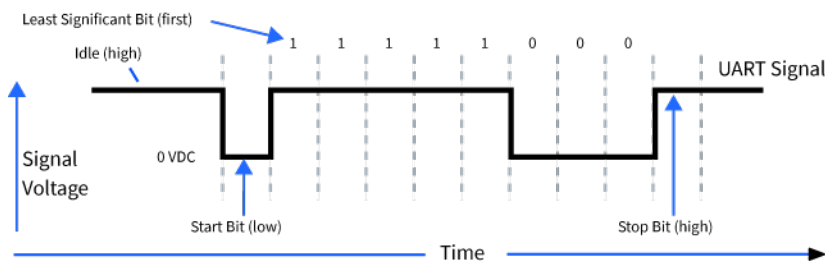 Least Significant Bit (first)
1 1 1 1 1 0 0 0
Idle (high)
UART Signal
0 VDC
Signal
Voltage
Start Bit (low)
Stop Bit (high)
Time